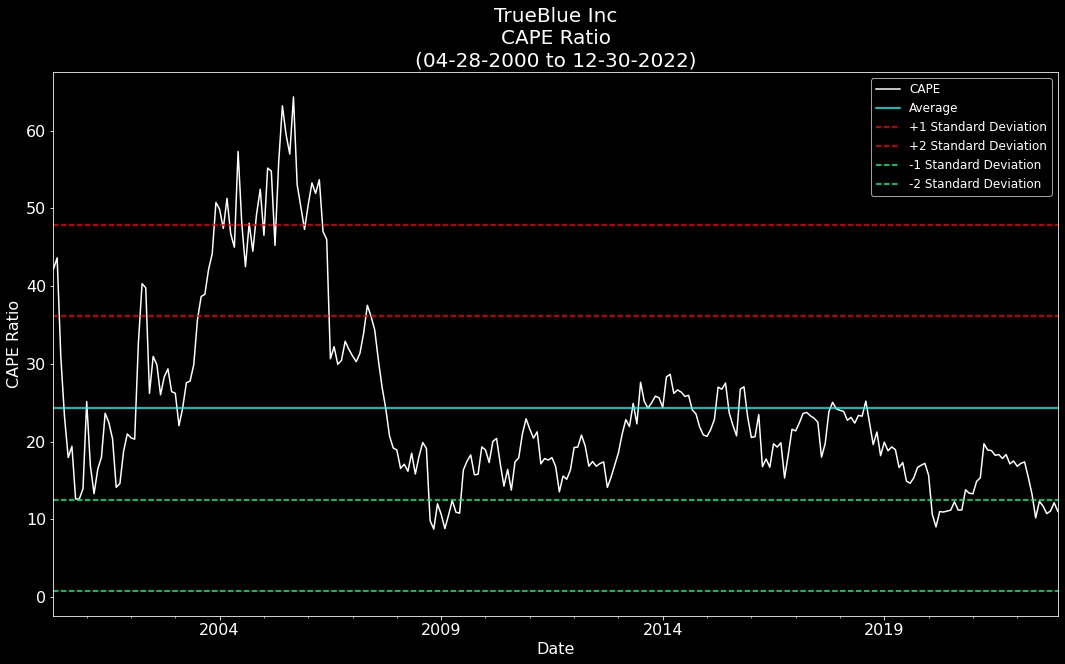 TrueBlue Inc
CAPE Ratio
(04-28-2000 to 12-30-2022)
CAPE
Average
+1 Standard Deviation
+2 Standard Deviation
-1 Standard Deviation
-2 Standard Deviation
CAPE Ratio
60
50
40
30
20
10
0
2004
2009
2014
2019
Date